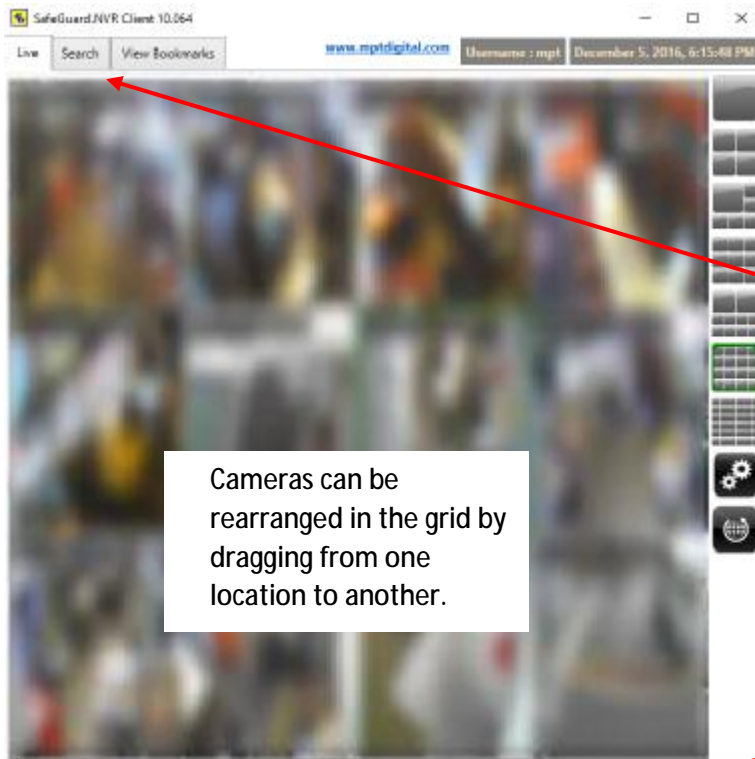 SafeGuard.NVR Client 10.064
Live Search View Bookmarks www.mptdigital.com Username : mpt December 5, 2016, 6:15:48 PM
Cameras can be
rearranged in the grid by
dragging from one
location to another.